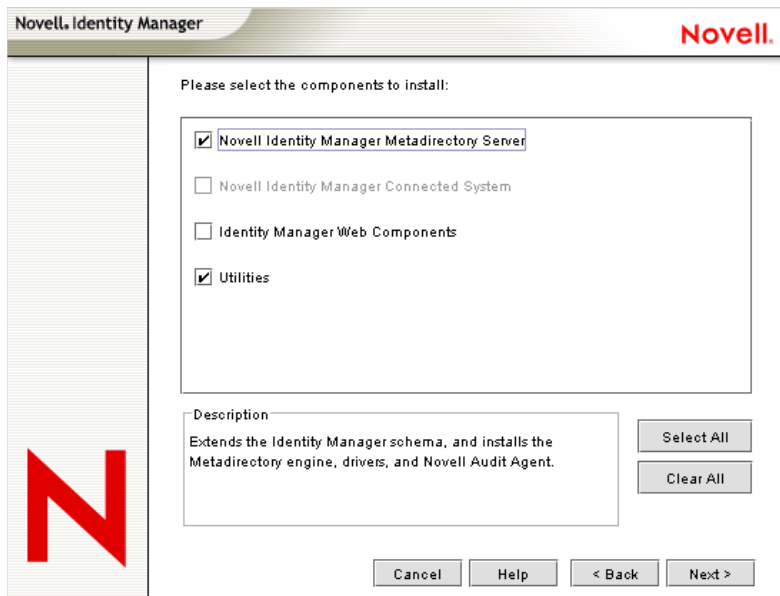 Novell. Identity Manager
Novell.
Please select the components to install:
Novell Identity Manager Metadirectory Server
Novell Identity Manager Connected System
Identity Manager Web Components
Utilities
Description
Extends the Identity Manager schema, and installs the
Metadirectory engine, drivers, and Novell Audit Agent.
Select All
Clear All
N
Cancel
Help
< Back
Next >